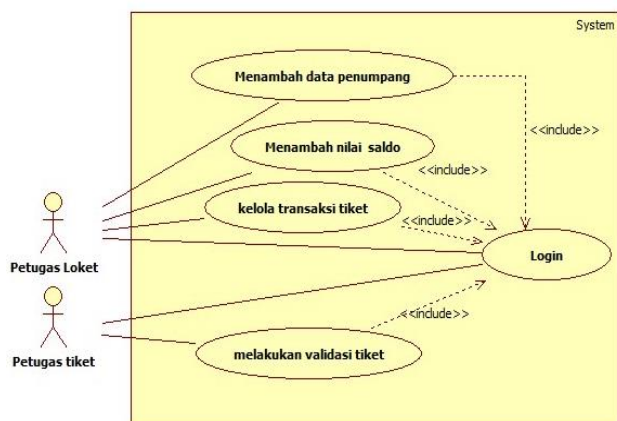 System
Menambah data penumpang
<<include>>
Menambah nilai saldo
<<include>>
kelola transaksi tiket
<<include>>
Petugas Loket
Login
<<include>>
Petugas tiket
melakukan validasi tiket